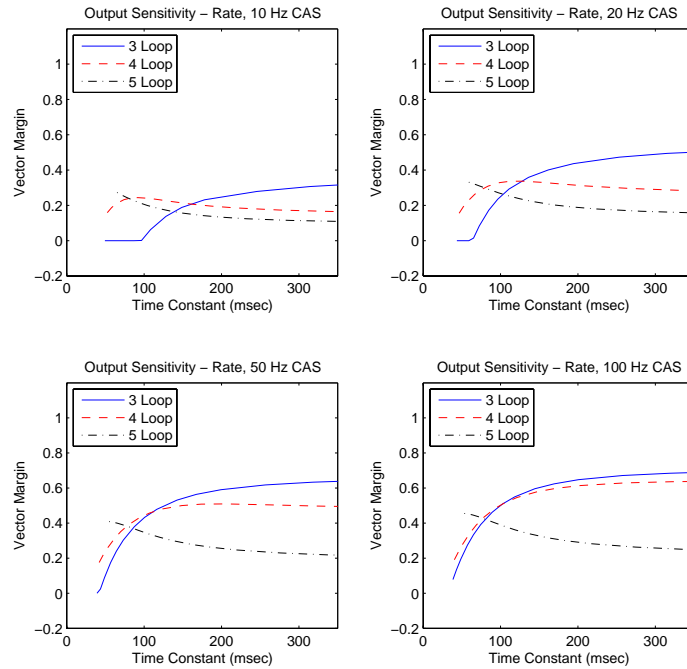 Output Sensitivity − Rate, 10 Hz CAS
3 Loop
4 Loop
5 Loop
1
0.8
0.6
0.4
0.2
0
−0.2
Vector Margin
0 100 200 300
Time Constant (msec)
Output Sensitivity − Rate, 20 Hz CAS
3 Loop
4 Loop
5 Loop
1
0.8
0.6
0.4
0.2
0
−0.2
Vector Margin
0 100 200 300
Time Constant (msec)
Output Sensitivity − Rate, 50 Hz CAS
3 Loop
4 Loop
5 Loop
1
0.8
0.6
0.4
0.2
0
−0.2
Vector Margin
0 100 200 300
Time Constant (msec)
Output Sensitivity − Rate, 100 Hz CAS
3 Loop
4 Loop
5 Loop
1
0.8
0.6
0.4
0.2
0
−0.2
Vector Margin
0 100 200 300
Time Constant (msec)